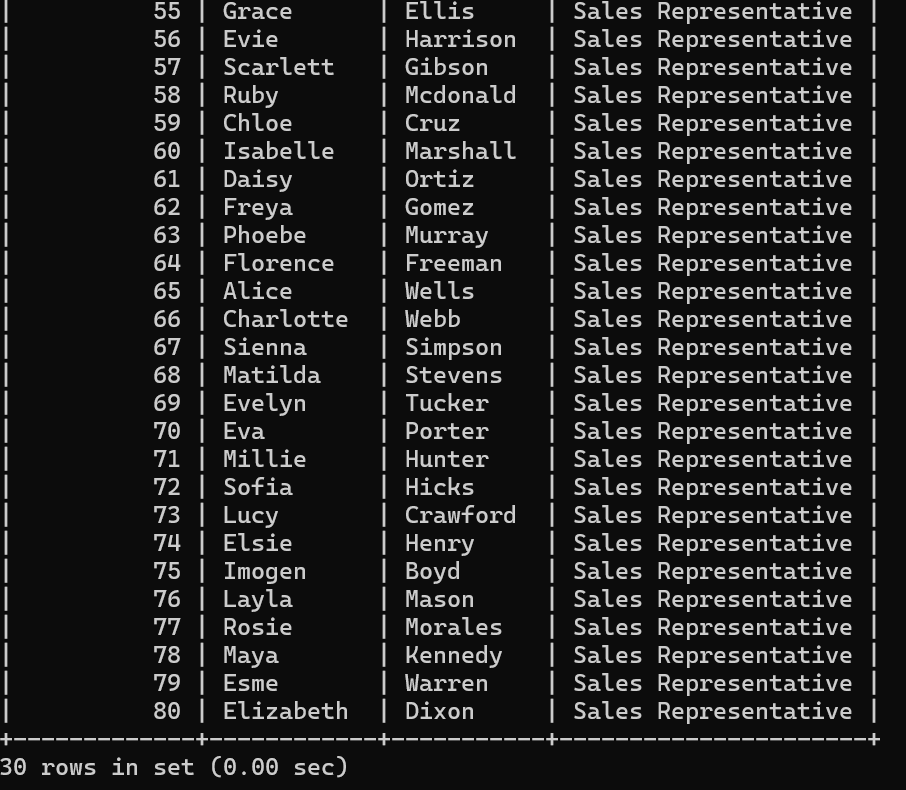 |          55 | Grace       | Ellis     | Sales Representative |
|          56 | Evie        | Harrison  | Sales Representative |
|          57 | Scarlett    | Gibson    | Sales Representative |
|          58 | Ruby        | Mcdonald  | Sales Representative |
|          59 | Chloe       | Cruz      | Sales Representative |
|          60 | Isabelle    | Marshall  | Sales Representative |
|          61 | Daisy       | Ortiz     | Sales Representative |
|          62 | Freya       | Gomez     | Sales Representative |
|          63 | Phoebe      | Murray    | Sales Representative |
|          64 | Florence    | Freeman   | Sales Representative |
|          65 | Alice       | Wells     | Sales Representative |
|          66 | Charlotte   | Webb      | Sales Representative |
|          67 | Sienna      | Simpson   | Sales Representative |
|          68 | Matilda     | Stevens   | Sales Representative |
|          69 | Evelyn      | Tucker    | Sales Representative |
|          70 | Eva         | Porter    | Sales Representative |
|          71 | Millie      | Hunter    | Sales Representative |
|          72 | Sofia       | Hicks     | Sales Representative |
|          73 | Lucy        | Crawford  | Sales Representative |
|          74 | Elsie       | Henry     | Sales Representative |
|          75 | Imogen      | Boyd      | Sales Representative |
|          76 | Layla       | Mason     | Sales Representative |
|          77 | Rosie       | Morales   | Sales Representative |
|          78 | Maya        | Kennedy   | Sales Representative |
|          79 | Esme        | Warren    | Sales Representative |
|          80 | Elizabeth   | Dixon     | Sales Representative |
+-------------+------------+-----------+----------------------+
30 rows in set (0.00 sec)